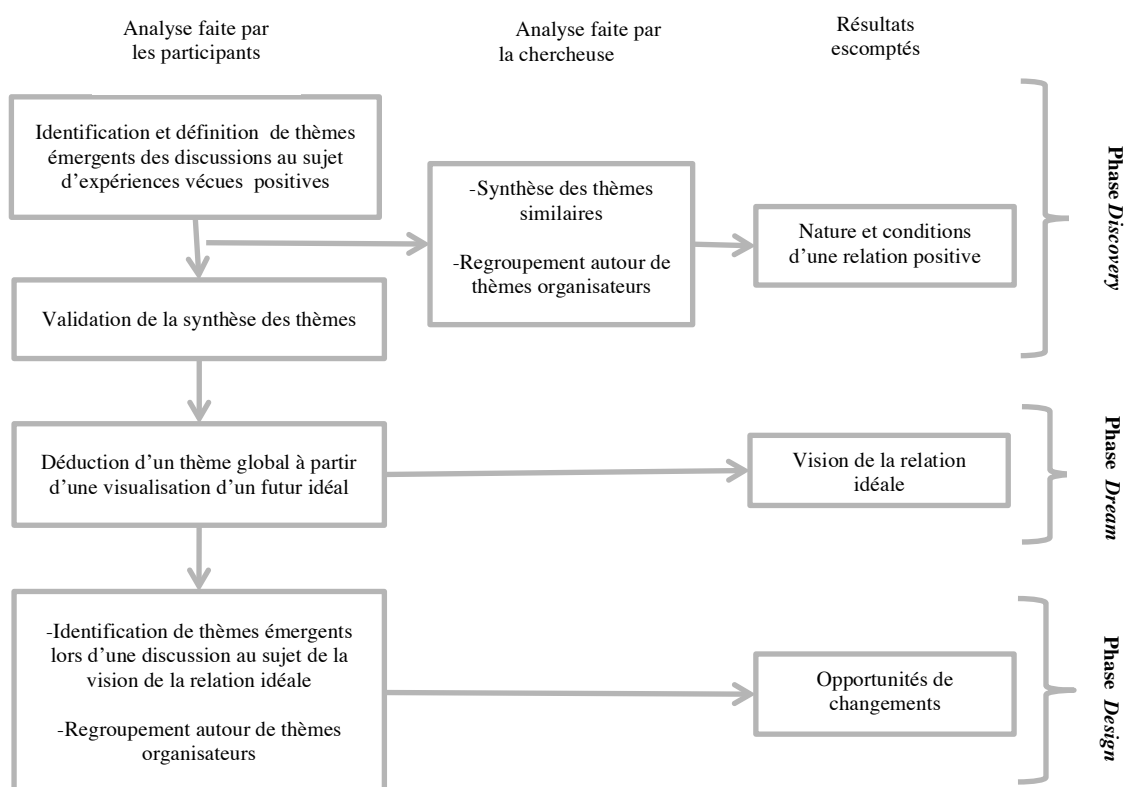 Analyse faite par
les participants
Analyse faite par
la chercheuse
Résultats
escomptés
Identification et définition de thèmes
émergents des discussions au sujet
d'expériences vécues positives
-Synthèse des thèmes
similaires
-Regroupement autour de
thèmes organisateurs
Nature et conditions
d'une relation positive
Phase Discovery
Validation de la synthèse des thèmes
Déduction d'un thème global à partir
d'une visualisation d'un futur idéal
Vision de la relation
idéale
Phase Dream
-Identification de thèmes émergents
lors d'une discussion au sujet de la
vision de la relation idéale
-Regroupement autour de thèmes
organisateurs
Opportunités de
changements
Phase Design